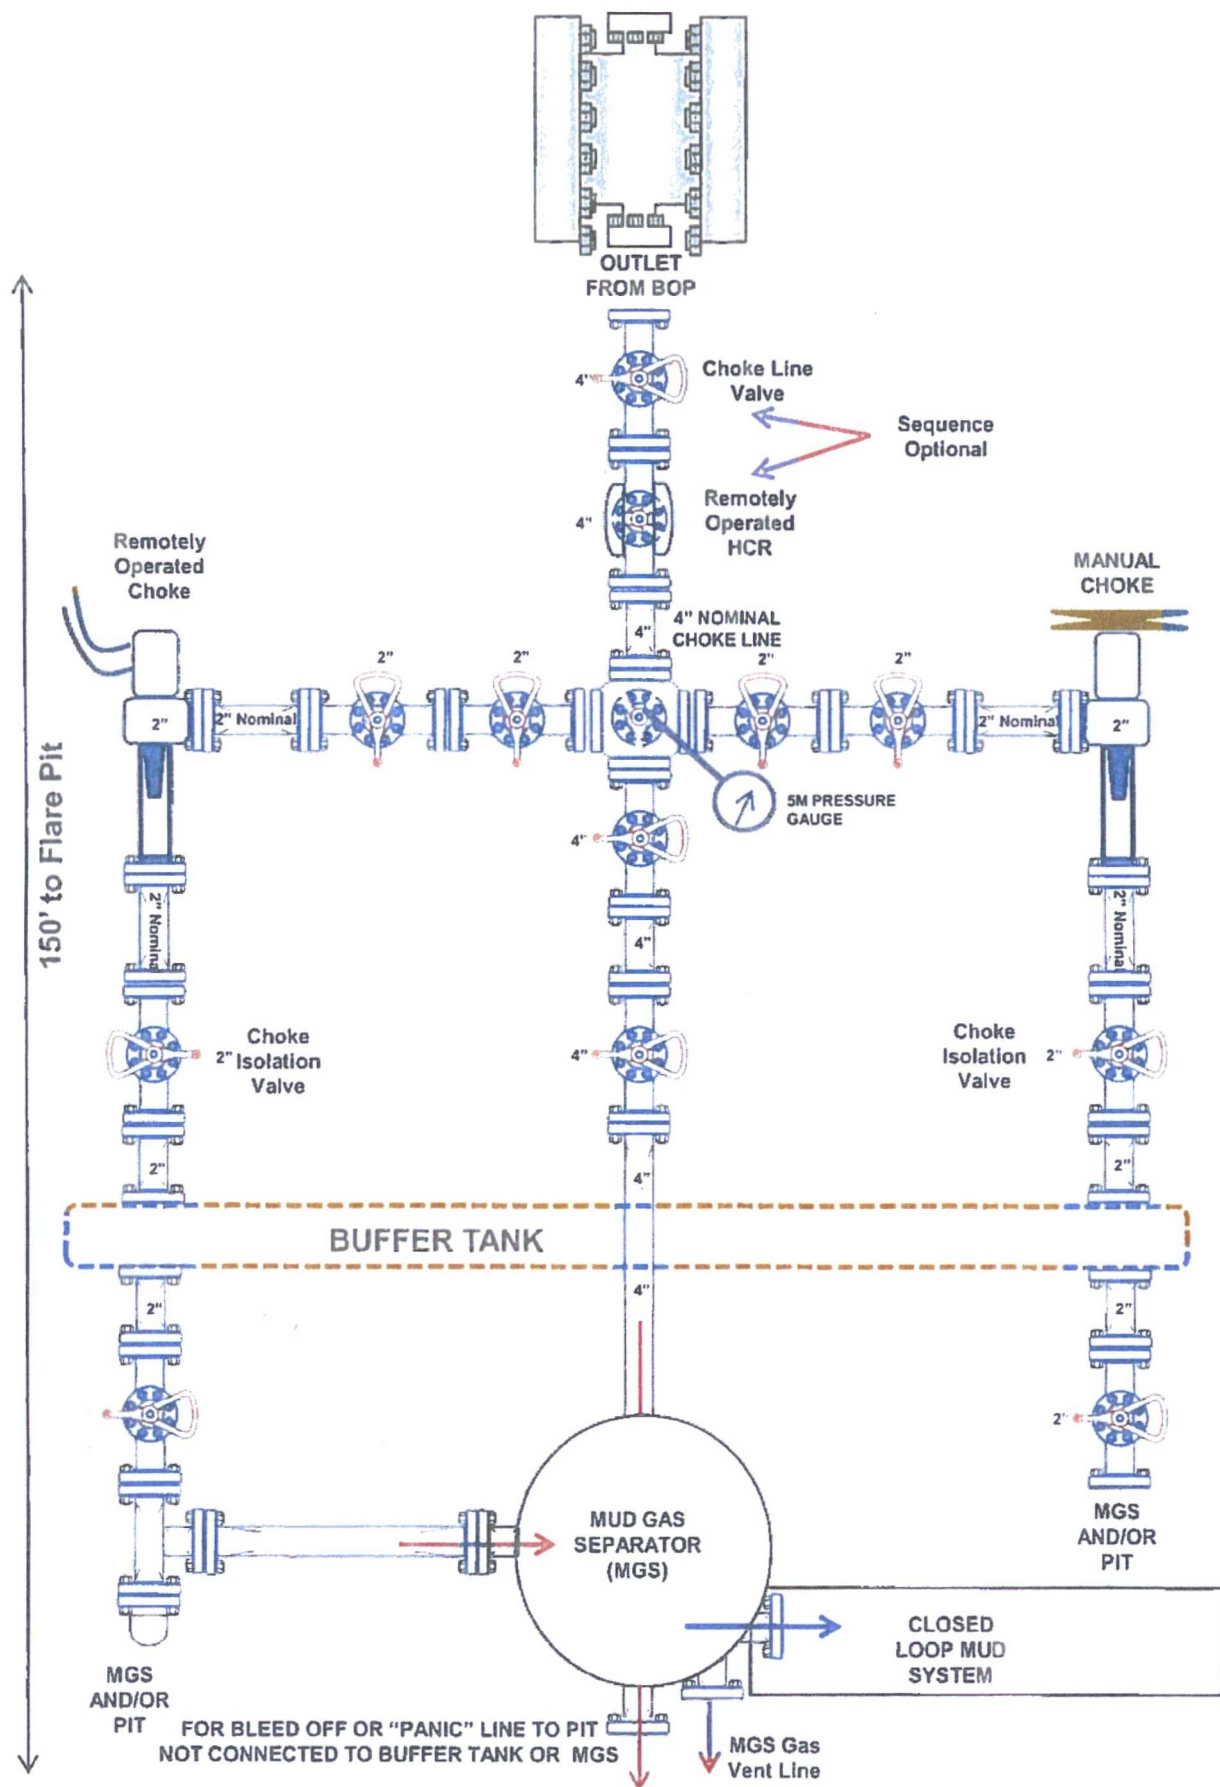 OUTLET
FROM BOP
4"
Choke Line
Valve
Sequence
Optional
4"
Remotely
Operated
HCR
Remotely
Operated
Choke
MANUAL
CHOKE
4"
4" NOMINAL
CHOKE LINE
2"
2"
2"
2"
2"
2" Nominal
2" Nominal
2"
5M PRESSURE
GAUGE
4"
150' to Flare Pit
2" Nominal
4"
2" Nominal
2"
Choke
Isolation
Valve
4"
Choke
Isolation
Valve
2"
2"
4"
2"
BUFFER TANK
2"
4"
2"
2"
MUD GAS
SEPARATOR
(MGS)
MGS
AND/OR
PIT
CLOSED
LOOP MUD
SYSTEM
MGS
AND/OR
PIT
FOR BLEED OFF OR "PANIC" LINE TO PIT
NOT CONNECTED TO BUFFER TANK OR MGS
MGS Gas
Vent Line